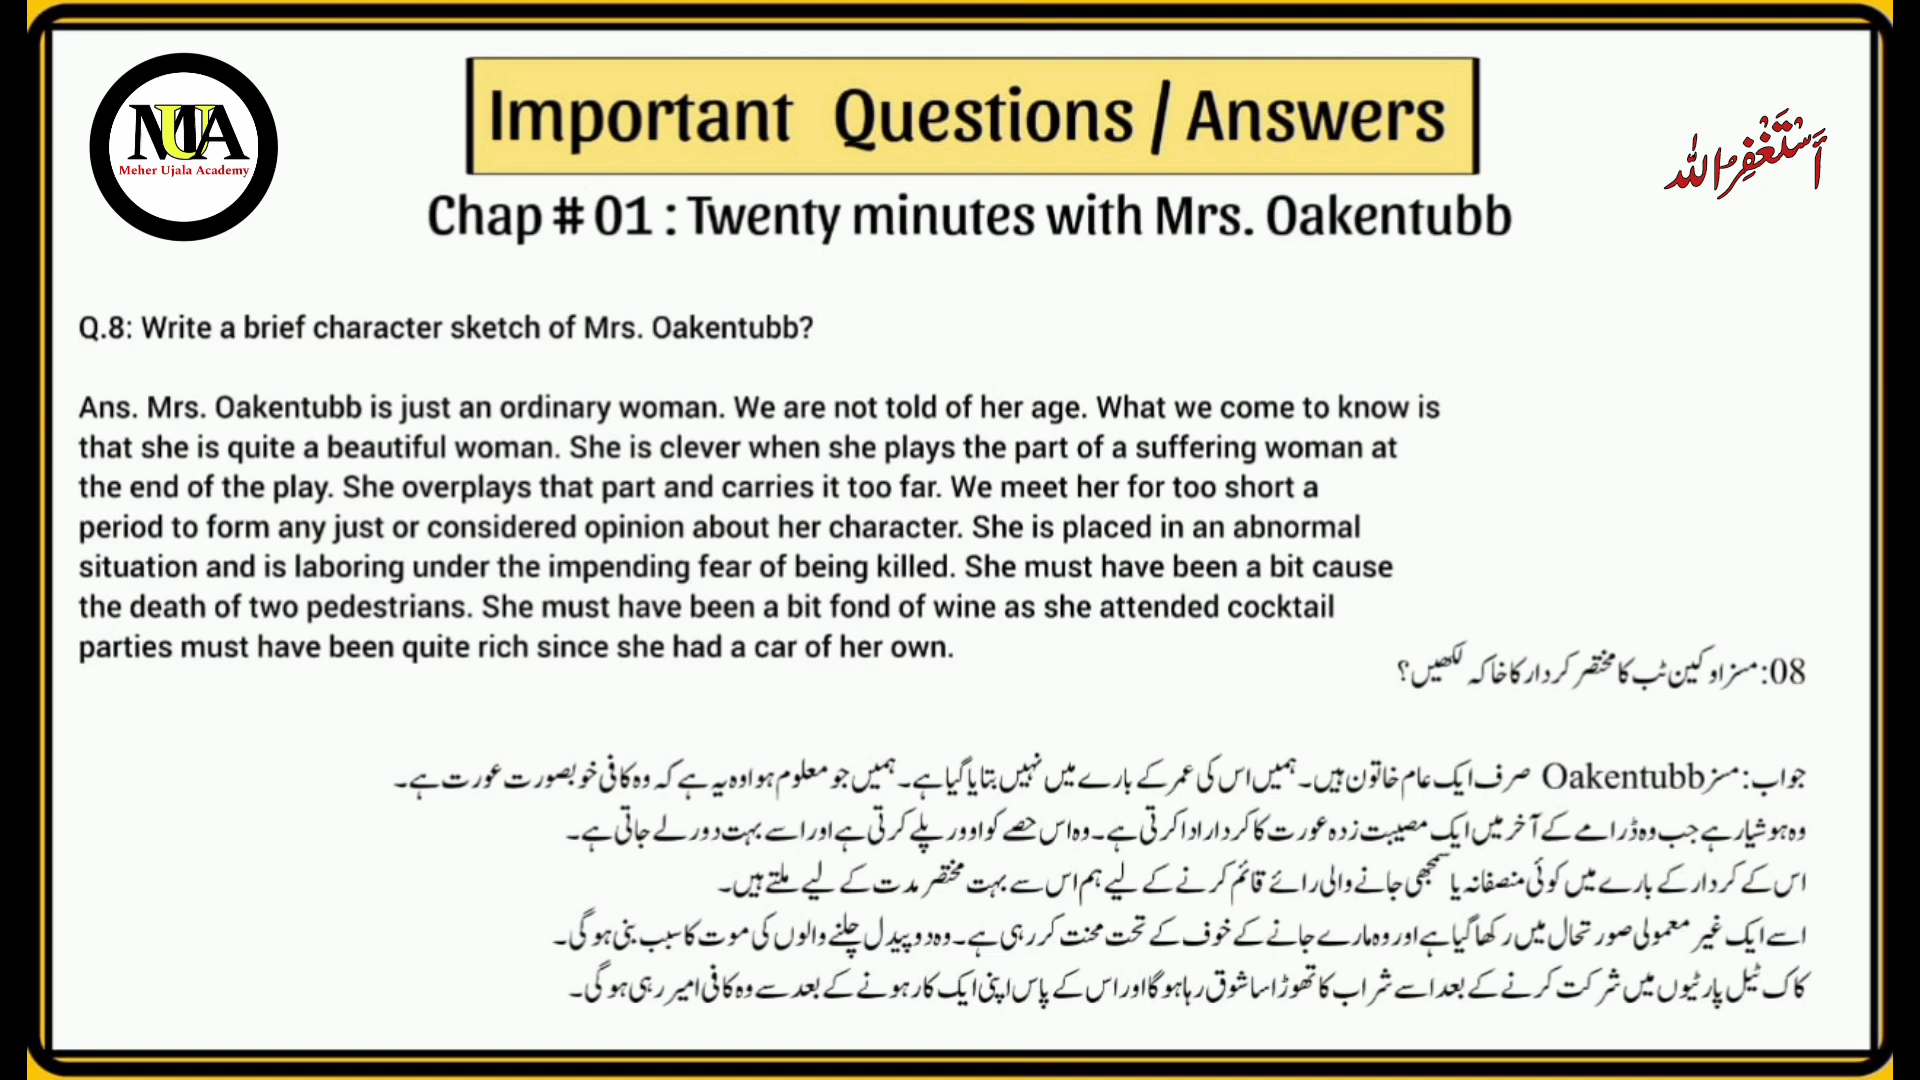 MUA
Meher Ujala Academy
Important Questions / Answers
أَسْتَغْفِرُاللّٰه
Chap # 01 : Twenty minutes with Mrs. Oakentubb
Q.8: Write a brief character sketch of Mrs. Oakentubb?
Ans. Mrs. Oakentubb is just an ordinary woman. We are not told of her age. What we come to know is
that she is quite a beautiful woman. She is clever when she plays the part of a suffering woman at
the end of the play. She overplays that part and carries it too far. We meet her for too short a
period to form any just or considered opinion about her character. She is placed in an abnormal
situation and is laboring under the impending fear of being killed. She must have been a bit cause
the death of two pedestrians. She must have been a bit fond of wine as she attended cocktail
parties must have been quite rich since she had a car of her own.
08: مسز اوکین ٹب کا مختصر کردار کا خاکہ لکھیں؟
جواب: مسز Oakentubb صرف ایک عام خاتون ہیں۔ ہمیں اس کی عمر کے بارے میں نہیں بتایا گیا ہے۔ ہمیں جو معلوم ہوا وہ یہ ہے کہ وہ کافی خوبصورت عورت ہے۔
وہ ہوشیار ہے جب وہ ڈرامے کے آخر میں ایک مصیبت زدہ عورت کا کردار ادا کرتی ہے۔ وہ اس حصے کو اوور پلے کرتی ہے اور اسے بہت دور لے جاتی ہے۔
اس کے کردار کے بارے میں کوئی منصفانہ یا سمجھی جانے والی رائے قائم کرنے کے لیے ہم اس سے بہت مختصر مدت کے لیے ملتے ہیں۔
اسے ایک غیر معمولی صورتحال میں رکھا گیا ہے اور وہ مارے جانے کے خوف کے تحت محنت کر رہی ہے۔ وہ دو پیدل چلنے والوں کی موت کا سبب بنی ہو گی۔
کاک ٹیل پارٹیوں میں شرکت کرنے کے بعد اسے شراب کا تھوڑا سا شوق رہا ہو گا اور اس کے پاس اپنی ایک کار ہونے کے بعد سے وہ کافی امیر رہی ہو گی۔